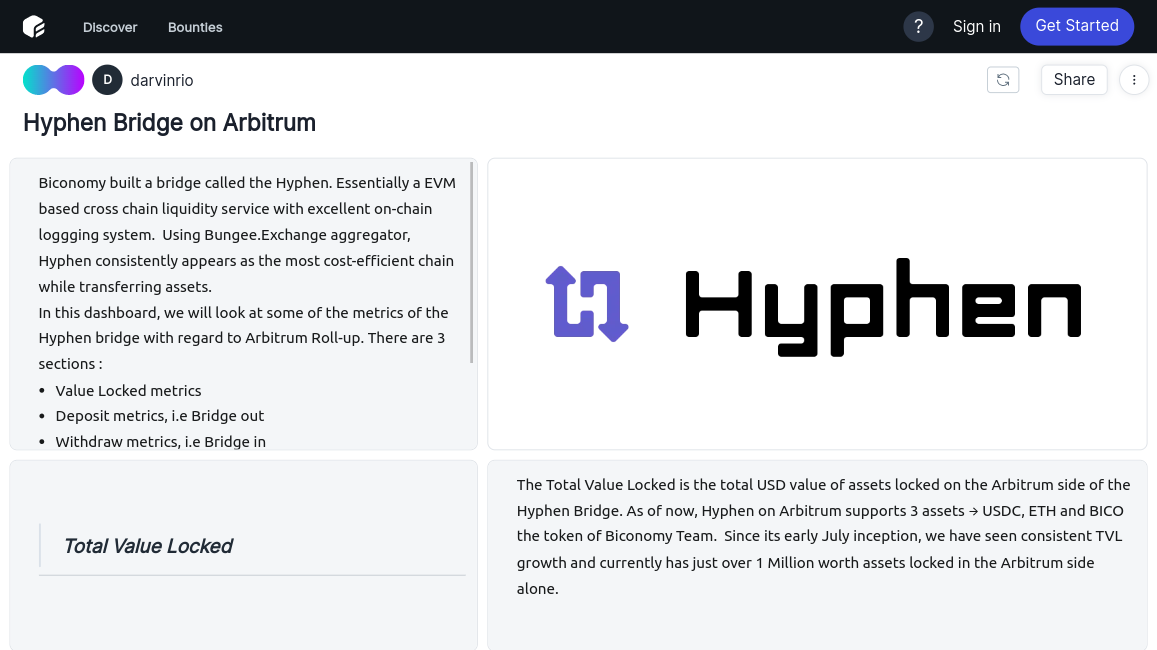 Discover Bounties ? Sign in Get Started
D darvinrio Share
Hyphen Bridge on Arbitrum
Biconomy built a bridge called the Hyphen. Essentially a EVM
based cross chain liquidity service with excellent on-chain
loggging system.  Using Bungee.Exchange aggregator,
Hyphen consistently appears as the most cost-efficient chain
while transferring assets.
In this dashboard, we will look at some of the metrics of the
Hyphen bridge with regard to Arbitrum Roll-up. There are 3
sections :
• Value Locked metrics
• Deposit metrics, i.e Bridge out
• Withdraw metrics, i.e Bridge in
Hyphen
Total Value Locked
The Total Value Locked is the total USD value of assets locked on the Arbitrum side of the
Hyphen Bridge. As of now, Hyphen on Arbitrum supports 3 assets → USDC, ETH and BICO
the token of Biconomy Team.  Since its early July inception, we have seen consistent TVL
growth and currently has just over 1 Million worth assets locked in the Arbitrum side
alone.